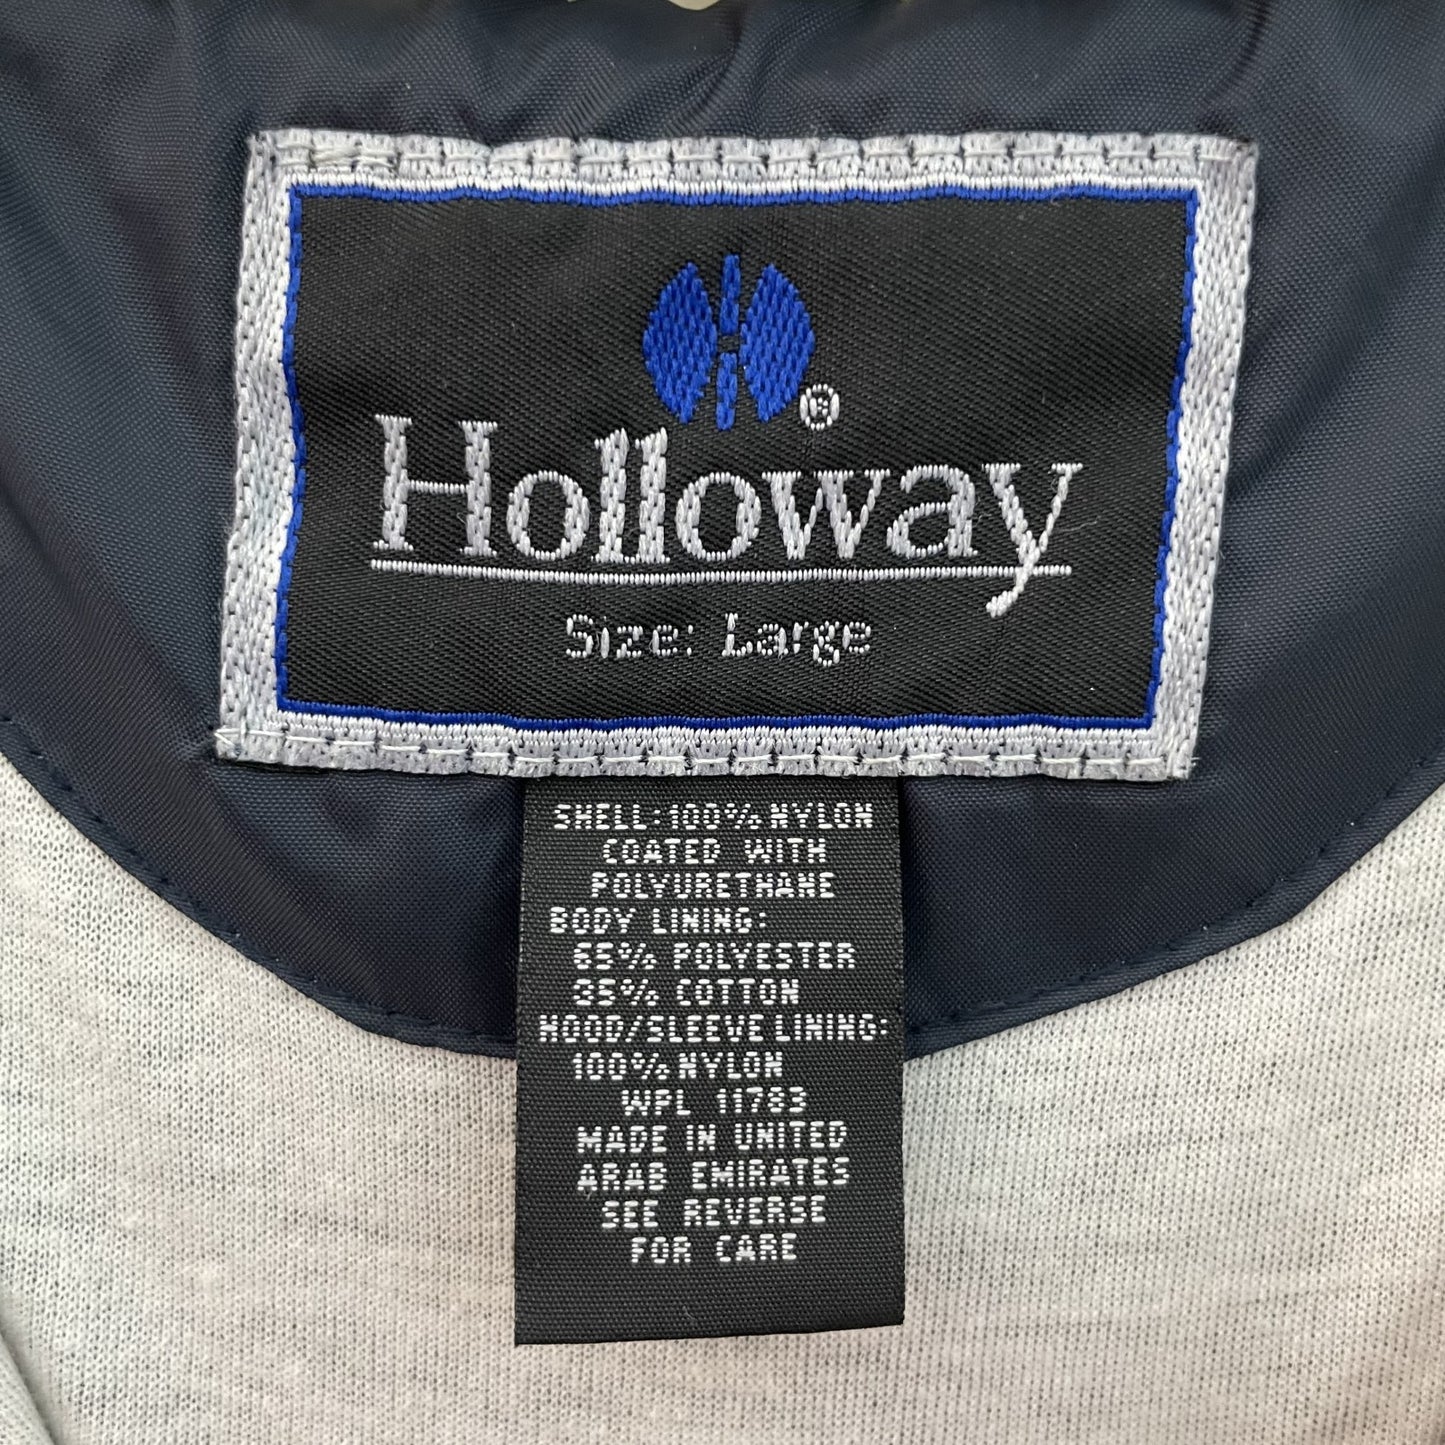 ®
Holloway
Size: Large
SHELL: 100% NYLON
COATED WITH
POLYURETHANE
BODY LINING:
65% POLYESTER
35% COTTON
HOOD/SLEEVE LINING:
100% NYLON
WPL 11783
MADE IN UNITED
ARAB EMIRATES
SEE REVERSE
FOR CARE